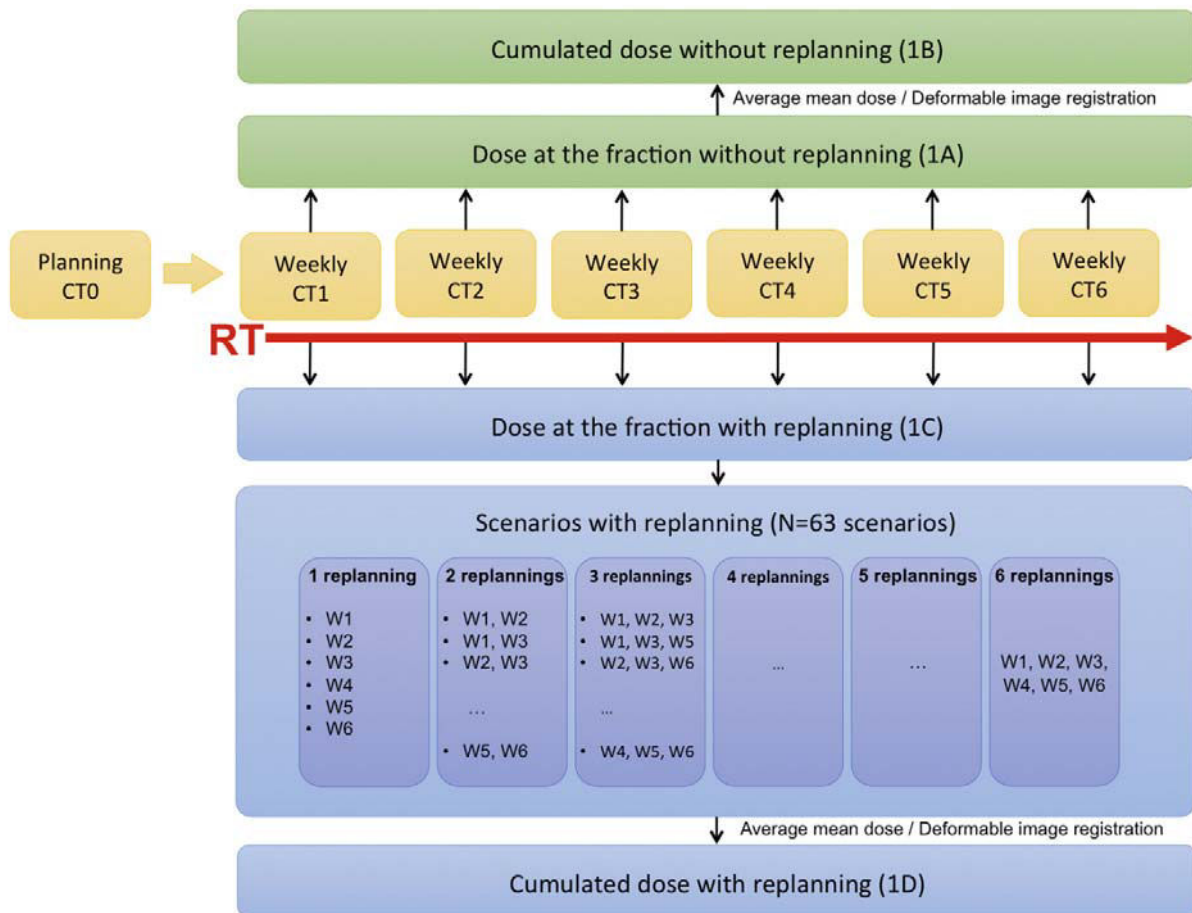 Cumulated dose without replanning (1B)
Average mean dose / Deformable image registration
Dose at the fraction without replanning (1A)
Planning
CT0
Weekly
CT1
Weekly
CT2
Weekly
CT3
Weekly
CT4
Weekly
CT5
Weekly
CT6
RT
Dose at the fraction with replanning (1C)
Scenarios with replanning (N=63 scenarios)
1 replanning
• W1
• W2
• W3
• W4
• W5
• W6
2 replannings
• W1, W2
• W1, W3
• W2, W3
...
• W5, W6
3 replannings
• W1, W2, W3
• W1, W3, W5
• W2, W3, W6
...
• W4, W5, W6
4 replannings
...
5 replannings
...
6 replannings
W1, W2, W3,
W4, W5, W6
Average mean dose / Deformable image registration
Cumulated dose with replanning (1D)